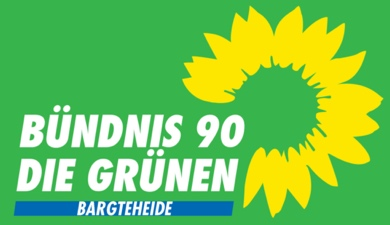 BÜNDNIS 90
DIE GRÜNEN
BARGTEHEIDE